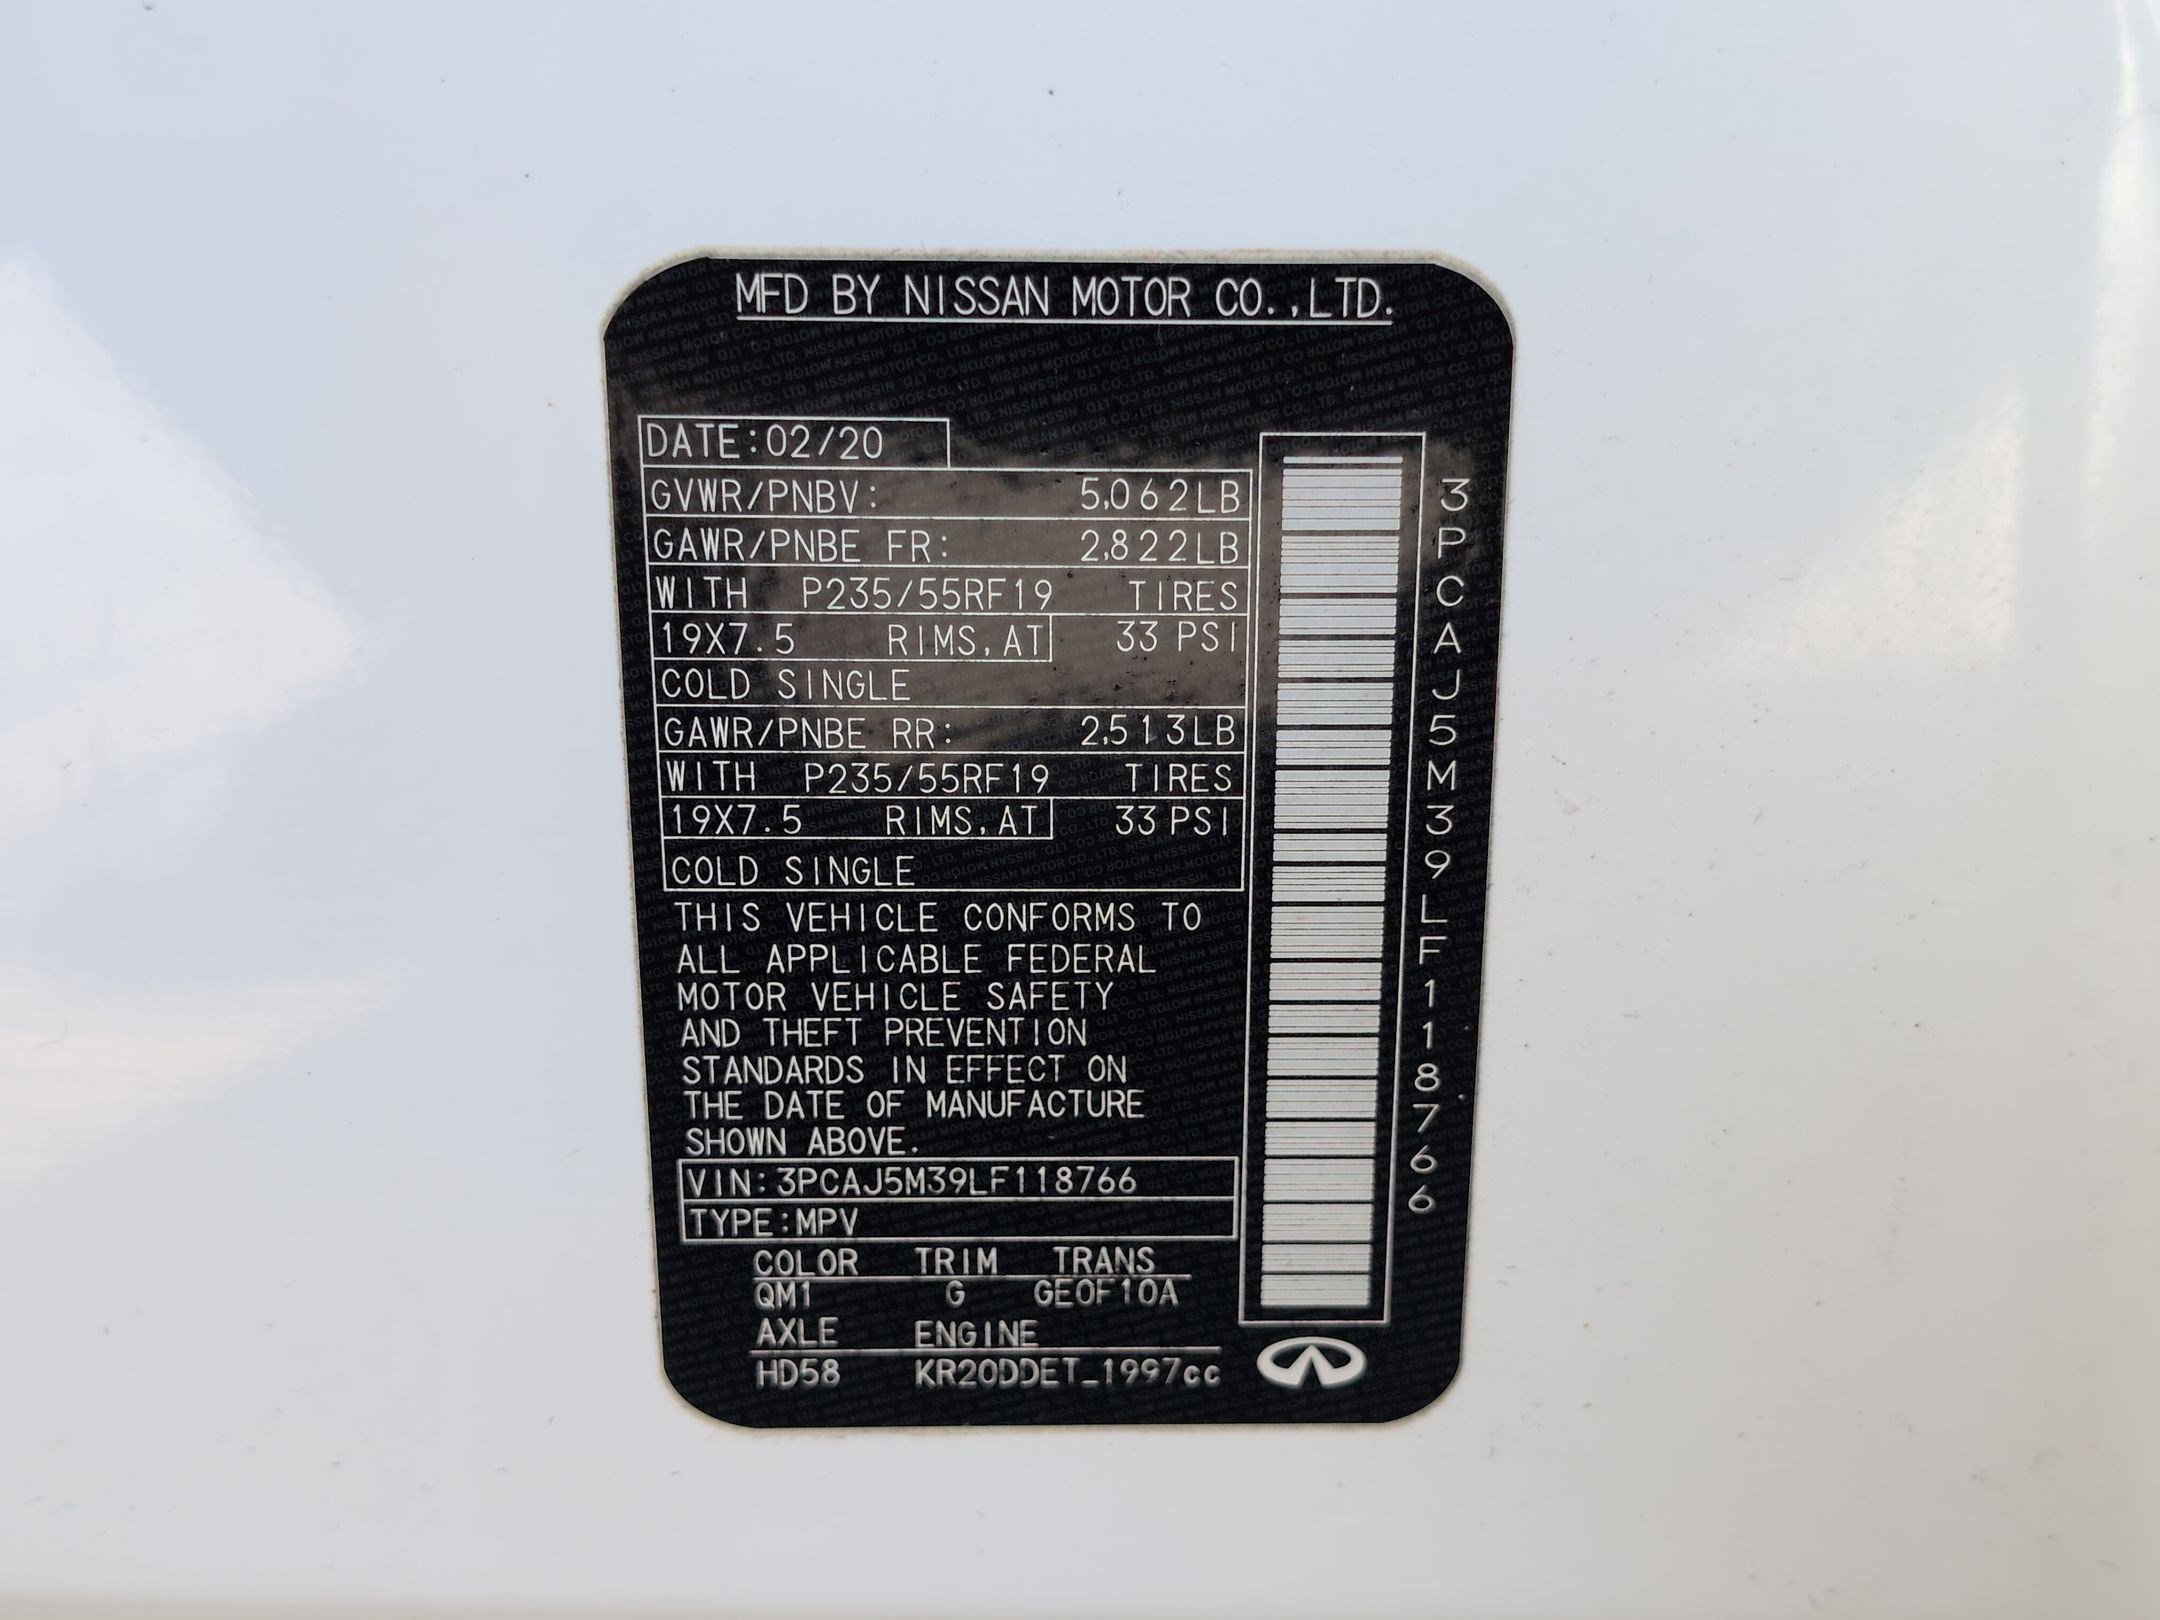 MFD BY NISSAN MOTOR CO.,LTD.
DATE:02/20
GVWR/PNBV: 5,062LB
GAWR/PNBE FR: 2,822LB
WITH P235/55RF19 TIRES
19X7.5 RIMS,AT 33 PSI
COLD SINGLE
GAWR/PNBE RR: 2,513LB
WITH P235/55RF19 TIRES
19X7.5 RIMS,AT 33 PSI
COLD SINGLE
THIS VEHICLE CONFORMS TO
ALL APPLICABLE FEDERAL
MOTOR VEHICLE SAFETY
AND THEFT PREVENTION
STANDARDS IN EFFECT ON
THE DATE OF MANUFACTURE
SHOWN ABOVE.
VIN:3PCAJ5M39LF118766
TYPE:MPV
COLOR TRIM TRANS
QM1 G GE0F10A
AXLE ENGINE
HD58 KR20DDET_1997cc
3PCAJ5M39LF118766